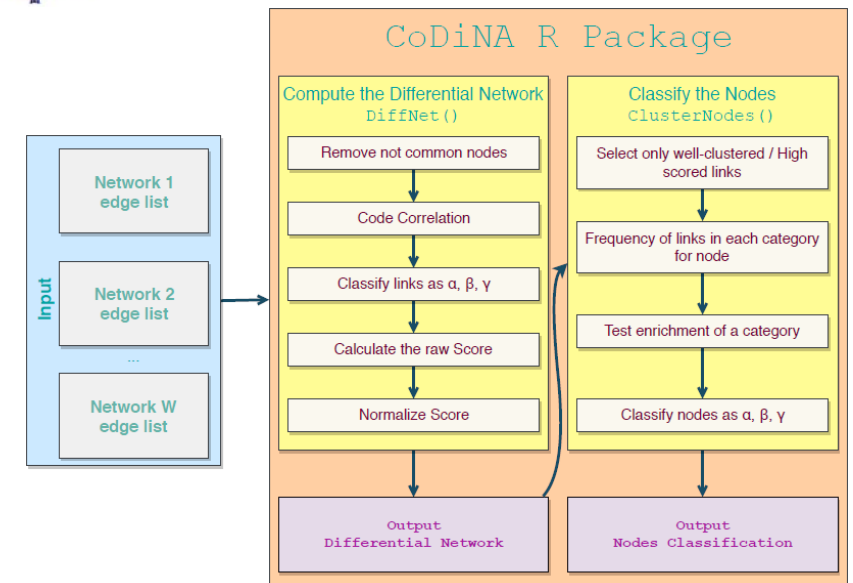 CoDiNA R Package
Input
Network 1
edge list
Network 2
edge list
...
Network W
edge list
Compute the Differential Network
DiffNet()
Remove not common nodes
Code Correlation
Classify links as α, β, γ
Calculate the raw Score
Normalize Score
Output
Differential Network
Classify the Nodes
ClusterNodes()
Select only well-clustered / High
scored links
Frequency of links in each category
for node
Test enrichment of a category
Classify nodes as α, β, γ
Output
Nodes Classification